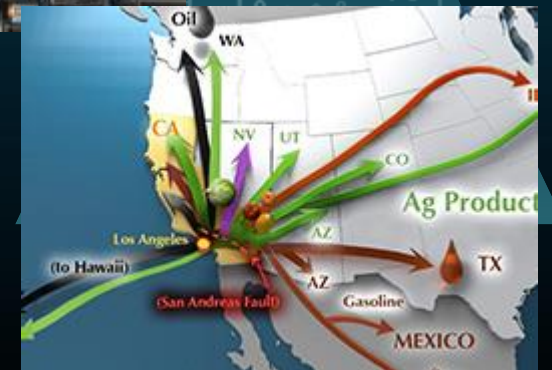 Oil
WA
CA
NV
UT
CO
Ag Product
AZ
Los Angeles
(to Hawaii)
AZ
TX
(San Andreas Fault)
Gasoline
MEXICO